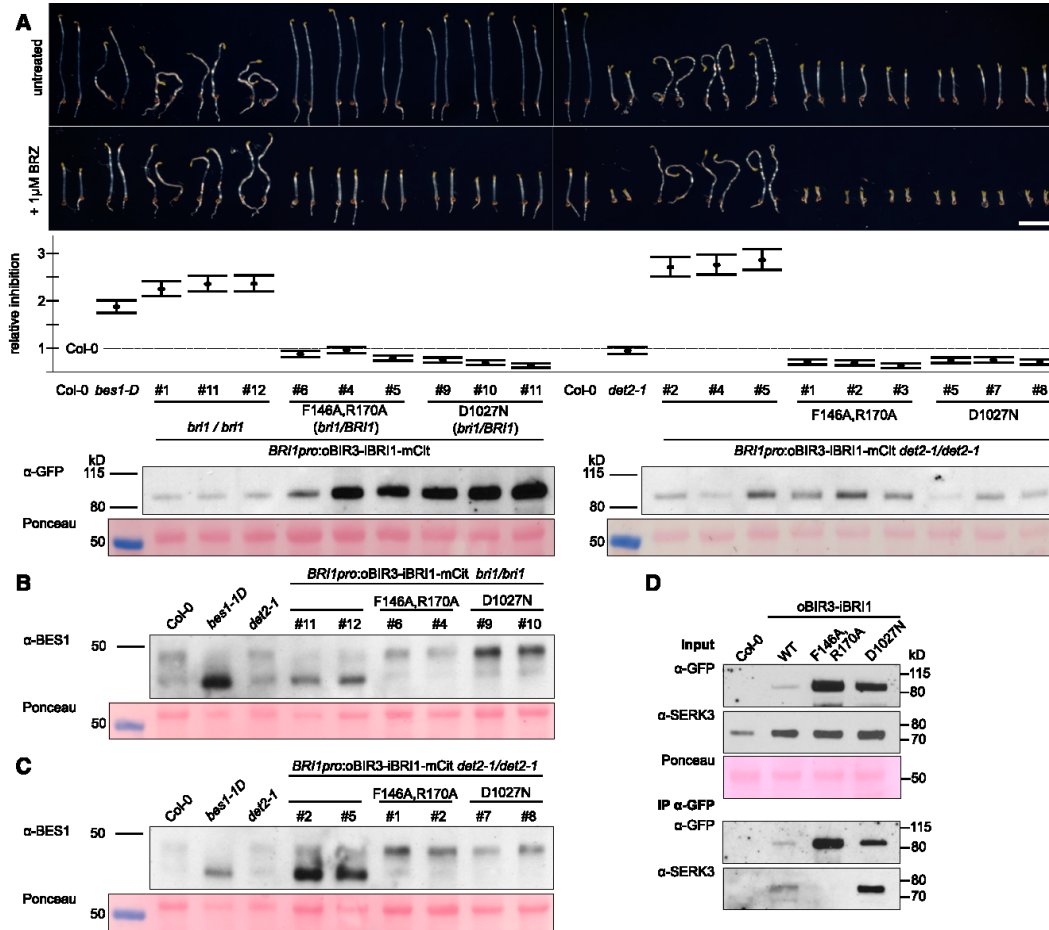 A
untreated
+ 1µM BRZ
relative inhibition
3
2
1
Col-0
Col-0 bes1-D #1 #11 #12 #6 #4 #5 #9 #10 #11 Col-0 det2-1 #2 #4 #5 #1 #2 #3 #5 #7 #8
bri1 / bri1 F146A,R170A (bri1/BRI1) D1027N (bri1/BRI1) F146A,R170A D1027N
BRI1pro:oBIR3-iBRI1-mCit BRI1pro:oBIR3-iBRI1-mCit det2-1/det2-1
α-GFP kD 115 80 kD 115 80
Ponceau 50 50
B
BRI1pro:oBIR3-iBRI1-mCit bri1/bri1
F146A,R170A D1027N
Col-0 bes1-1D det2-1 #11 #12 #6 #4 #9 #10
α-BES1 50
Ponceau
50
C
BRI1pro:oBIR3-iBRI1-mCit det2-1/det2-1
F146A,R170A D1027N
Col-0 bes1-1D det2-1 #2 #5 #1 #2 #7 #8
α-BES1 50
Ponceau
50
D
oBIR3-iBRI1
Col-0 WT F146A, R170A D1027N
Input kD
α-GFP 115
80
α-SERK3 80
70
Ponceau
50
IP α-GFP
α-GFP 115
80
α-SERK3 80
70